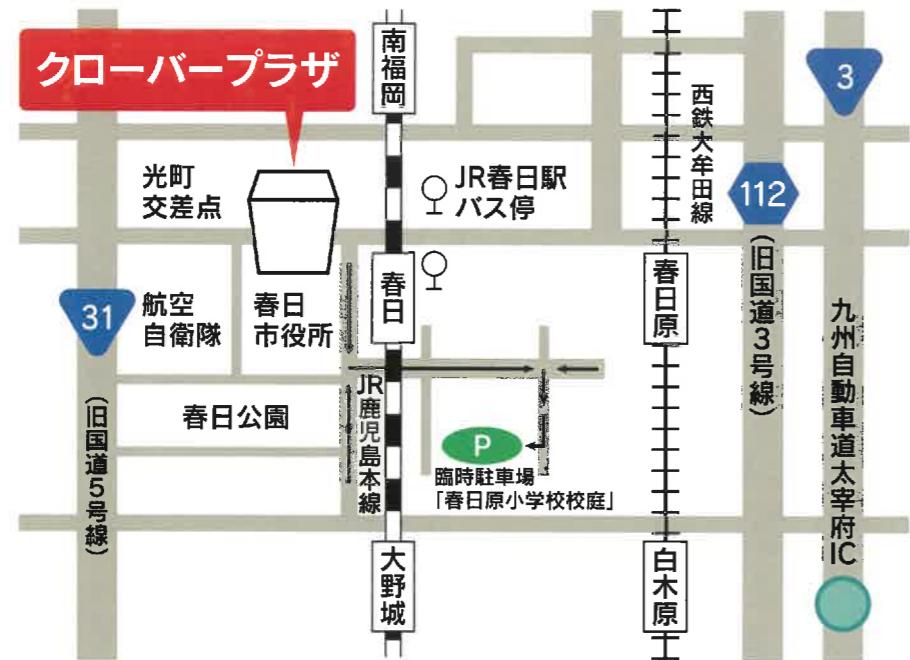 クローバープラザ
南福岡
3
西鉄大牟田線
光町
交差点
JR春日駅
バス停
112
(旧国道3号線)
31
航空
自衛隊
春日
市役所
春日
春日原
九州自動車道太宰府IC
(旧国道5号線)
春日公園
JR鹿児島本線
P
臨時駐車場
「春日原小学校校庭」
大野城
白木原